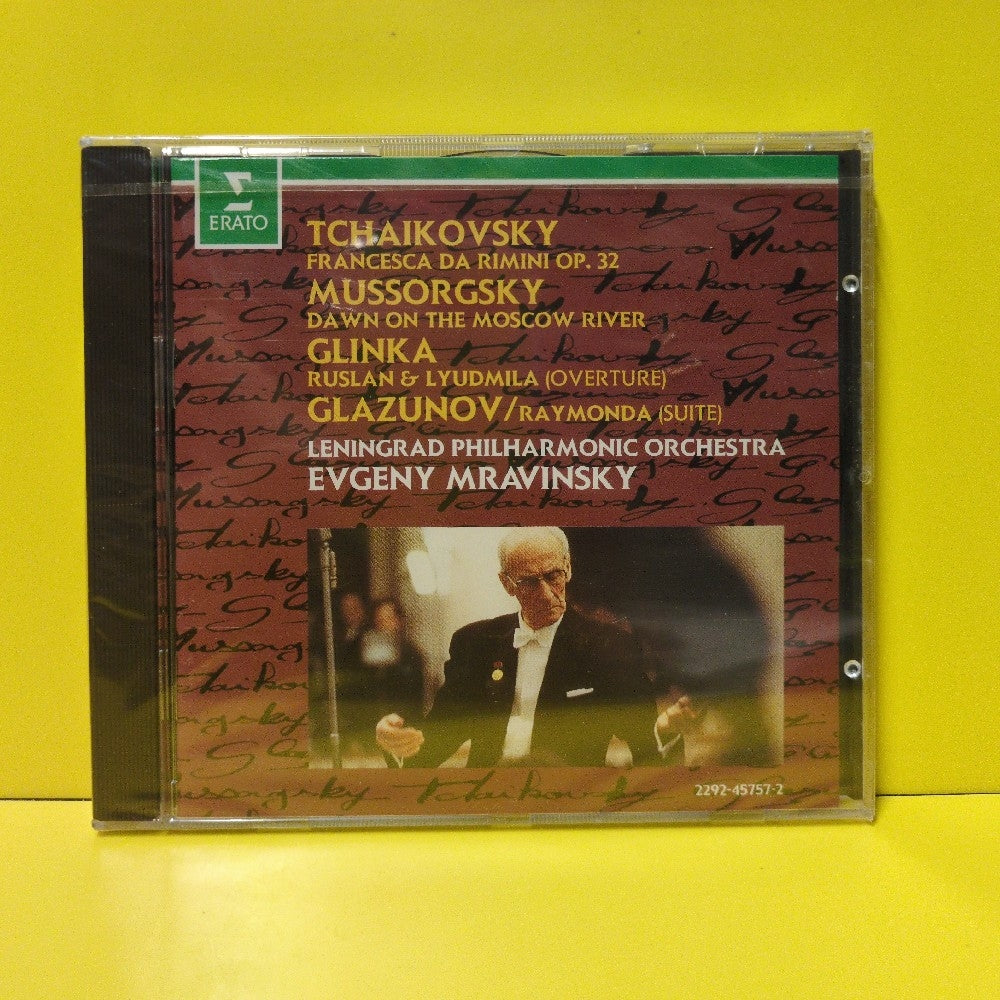 Σ
ERATO
TCHAIKOVSKY
FRANCESCA DA RIMINI OP. 32
MUSSORGSKY
DAWN ON THE MOSCOW RIVER
GLINKA
RUSLAN & LYUDMILA (OVERTURE)
GLAZUNOV/RAYMONDA (SUITE)
LENINGRAD PHILHARMONIC ORCHESTRA
EVGENY MRAVINSKY
2292-45757-2